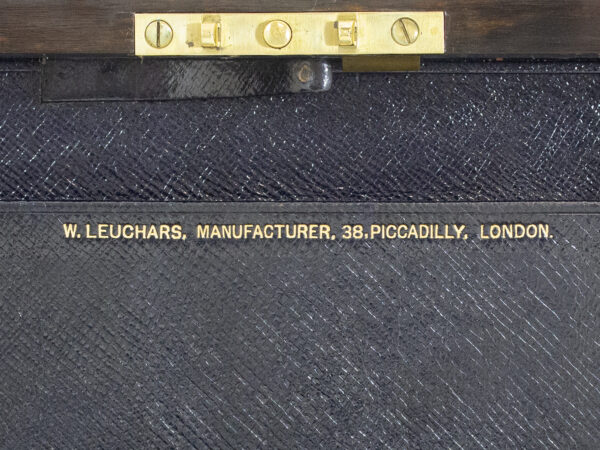 W. LEUCHARS, MANUFACTURER, 38, PICCADILLY, LONDON.